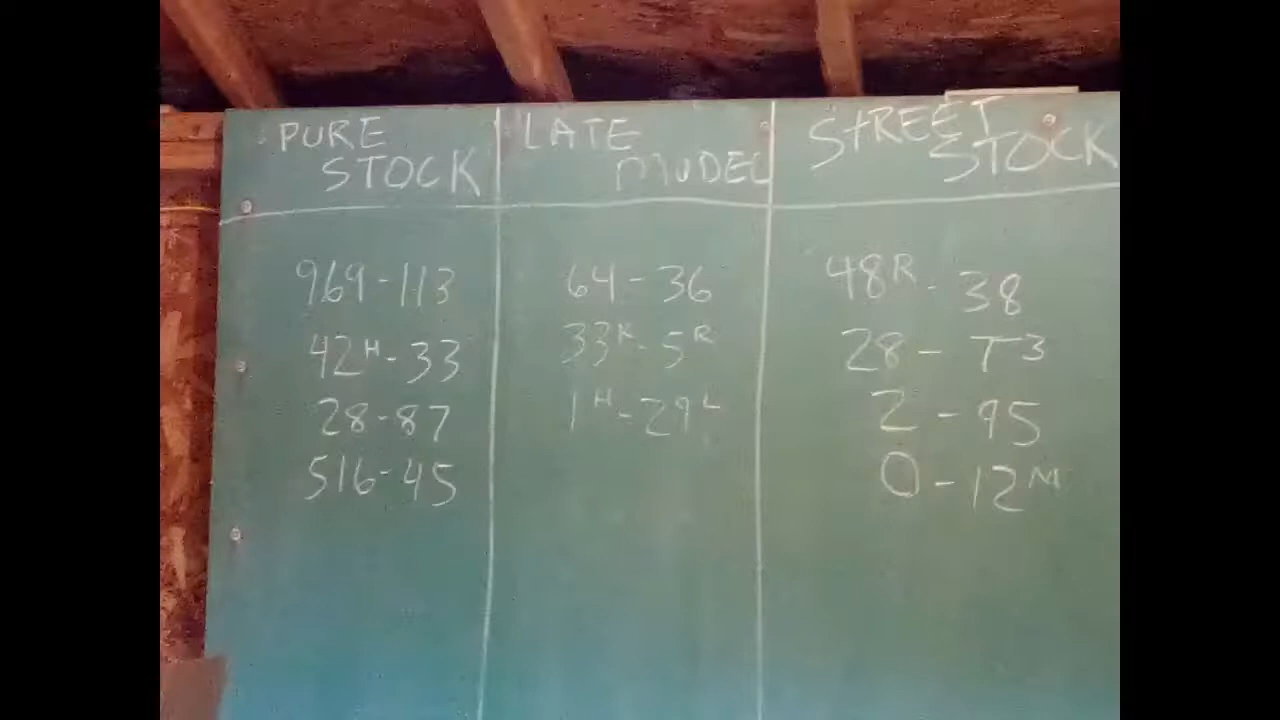 PURE STOCK
969-113
42H-33
28-87
516-45
LATE MODEL
64-36
33K-5R
1H-29L
STREET STOCK
48R-38
28-T3
2-95
0-12M